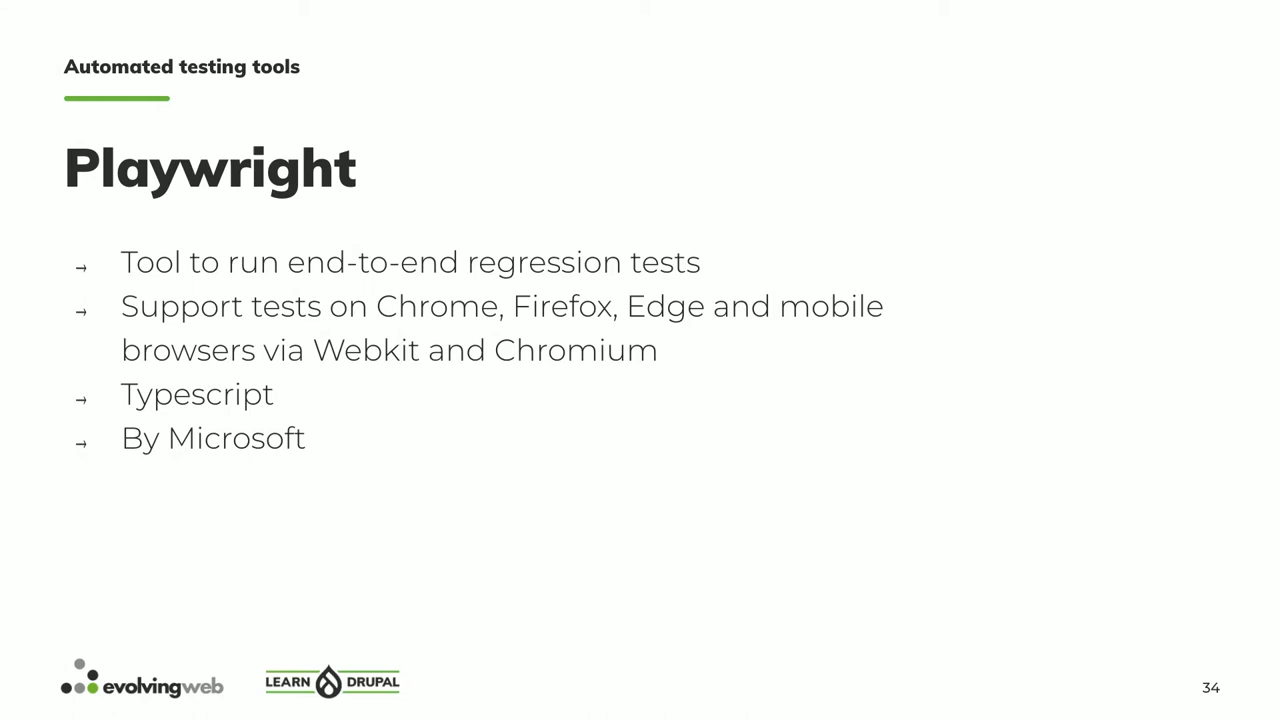 Automated testing tools
Playwright
→ Tool to run end-to-end regression tests
→ Support tests on Chrome, Firefox, Edge and mobile
browsers via Webkit and Chromium
→ Typescript
→ By Microsoft
evolvingweb
LEARN DRUPAL
34